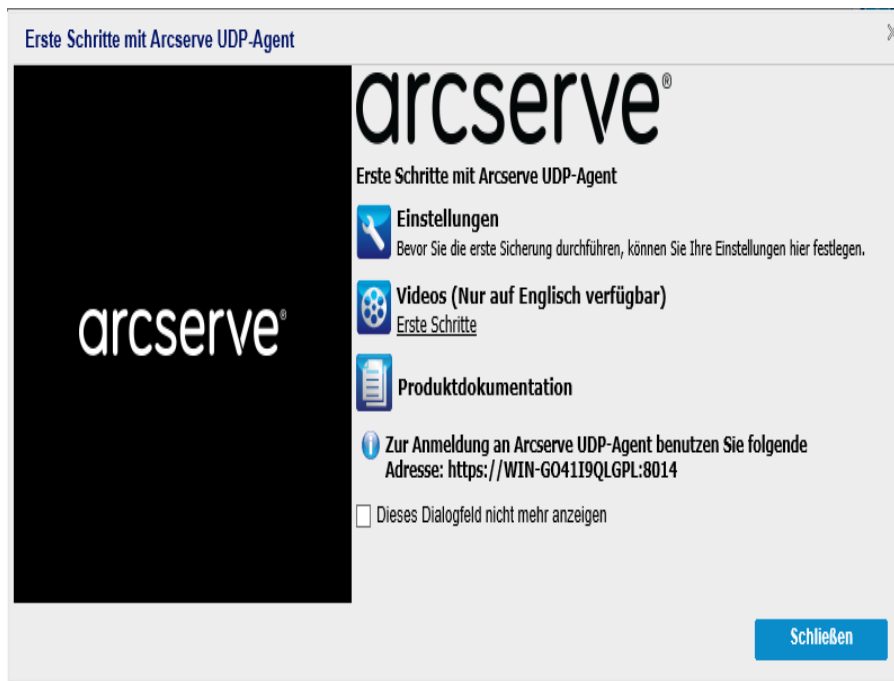 Erste Schritte mit Arcserve UDP-Agent
arcserve®
arcserve®
Erste Schritte mit Arcserve UDP-Agent
Einstellungen
Bevor Sie die erste Sicherung durchführen, können Sie Ihre Einstellungen hier festlegen.
Videos (Nur auf Englisch verfügbar)
Erste Schritte
Produktdokumentation
Zur Anmeldung an Arcserve UDP-Agent benutzen Sie folgende
Adresse: https://WIN-GO41I9QLGPL:8014
Dieses Dialogfeld nicht mehr anzeigen
Schließen